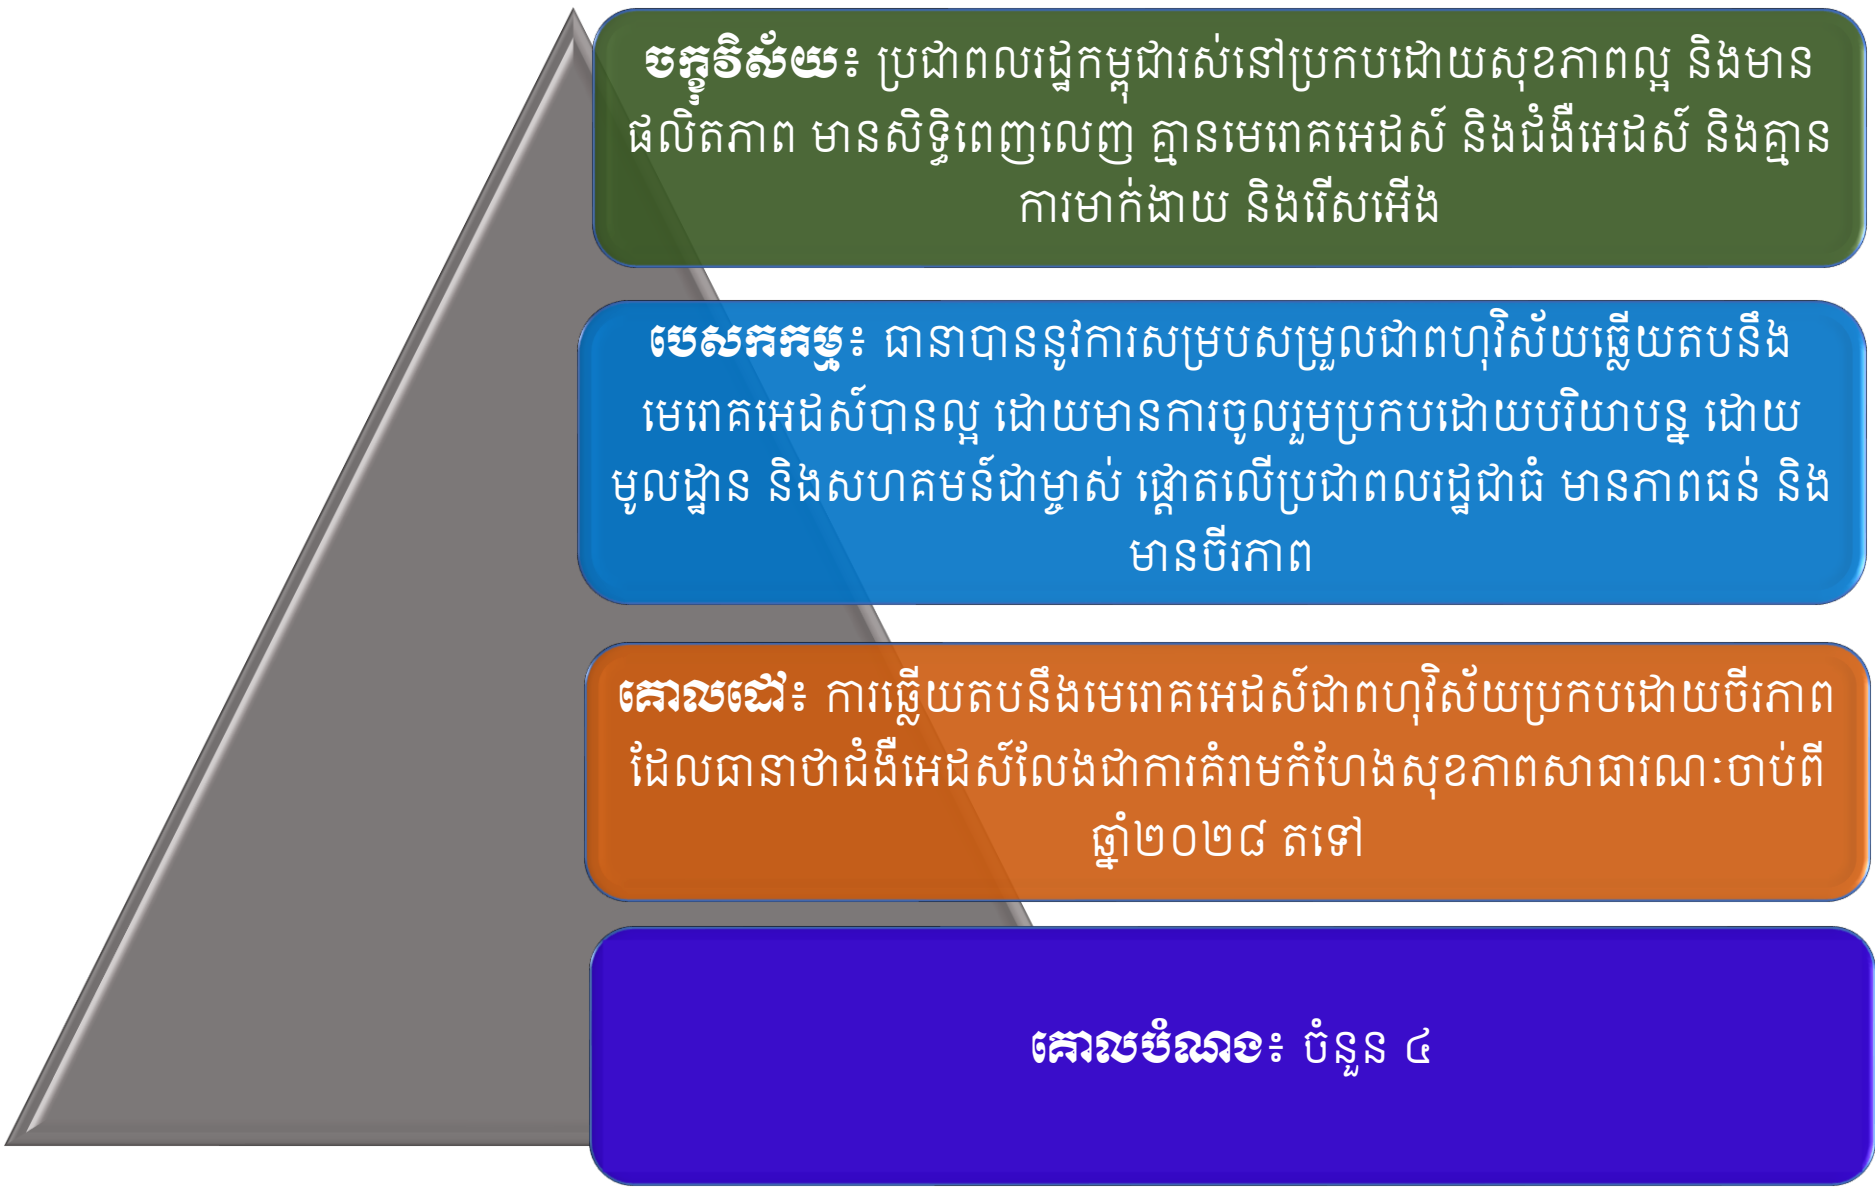 ចក្ខុវិស័យ៖ ប្រជាពលរដ្ឋកម្ពុជារស់នៅប្រកបដោយសុខភាពល្អ និងមាន
ផលិតភាព មានសិទ្ធិពេញលេញ គ្មានមេរោគអេដស៍ និងជំងឺអេដស៍ និងគ្មាន
ការមាក់ងាយ និងរើសអើង
បេសកកម្ម៖ ធានាបាននូវការសម្របសម្រួលជាពហុវិស័យឆ្លើយតបនឹង
មេរោគអេដស៍បានល្អ ដោយមានការចូលរួមប្រកបដោយបរិយាបន្ន ដោយ
មូលដ្ឋាន និងសហគមន៍ជាម្ចាស់ ផ្តោតលើប្រជាពលរដ្ឋជាធំ មានភាពធន់ និង
មានចីរភាព
គោលដៅ៖ ការឆ្លើយតបនឹងមេរោគអេដស៍ជាពហុវិស័យប្រកបដោយចីរភាព
ដែលធានាថាជំងឺអេដស៍លែងជាការគំរាមកំហែងសុខភាពសាធារណៈចាប់ពី
ឆ្នាំ២០២៨ តទៅ
គោលបំណង៖ ចំនួន ៤